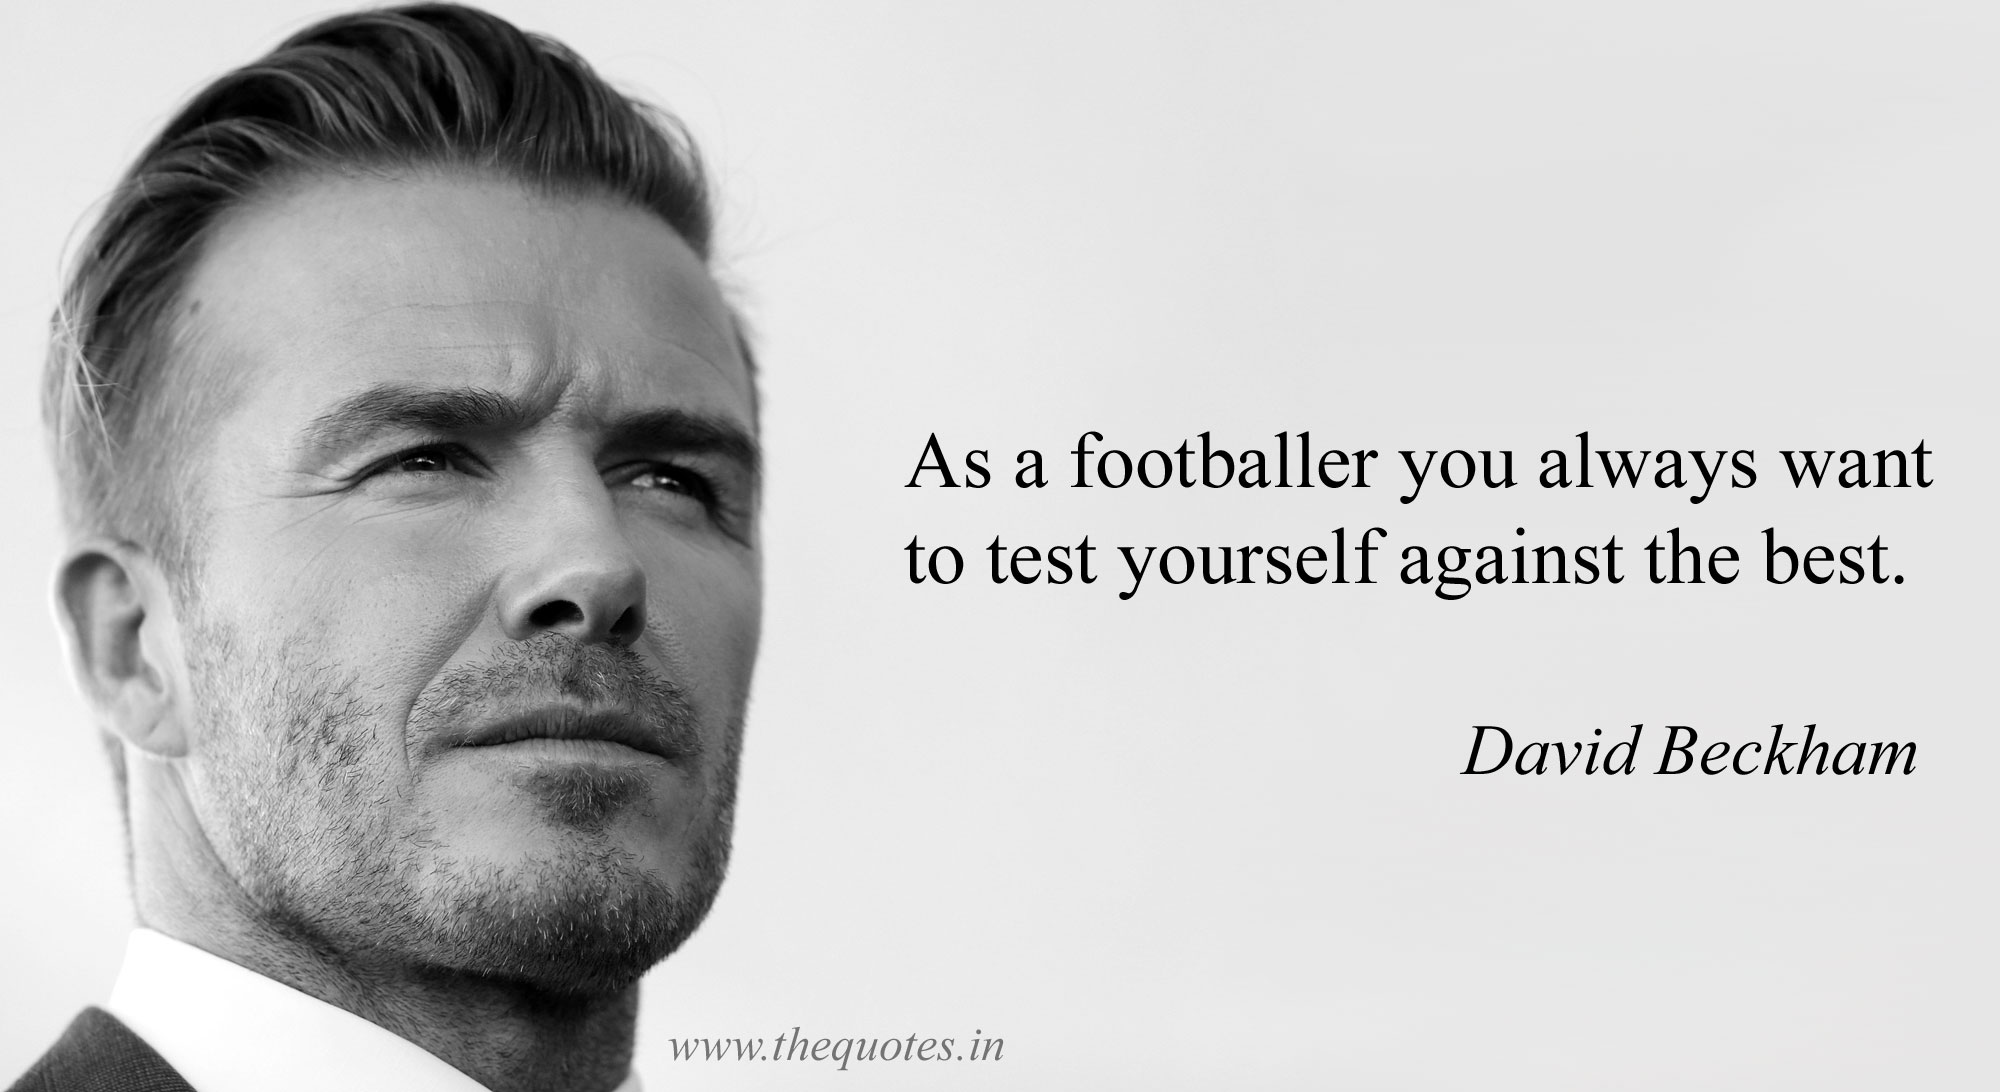 As a footballer you always want
to test yourself against the best.
David Beckham
www.thequotes.in